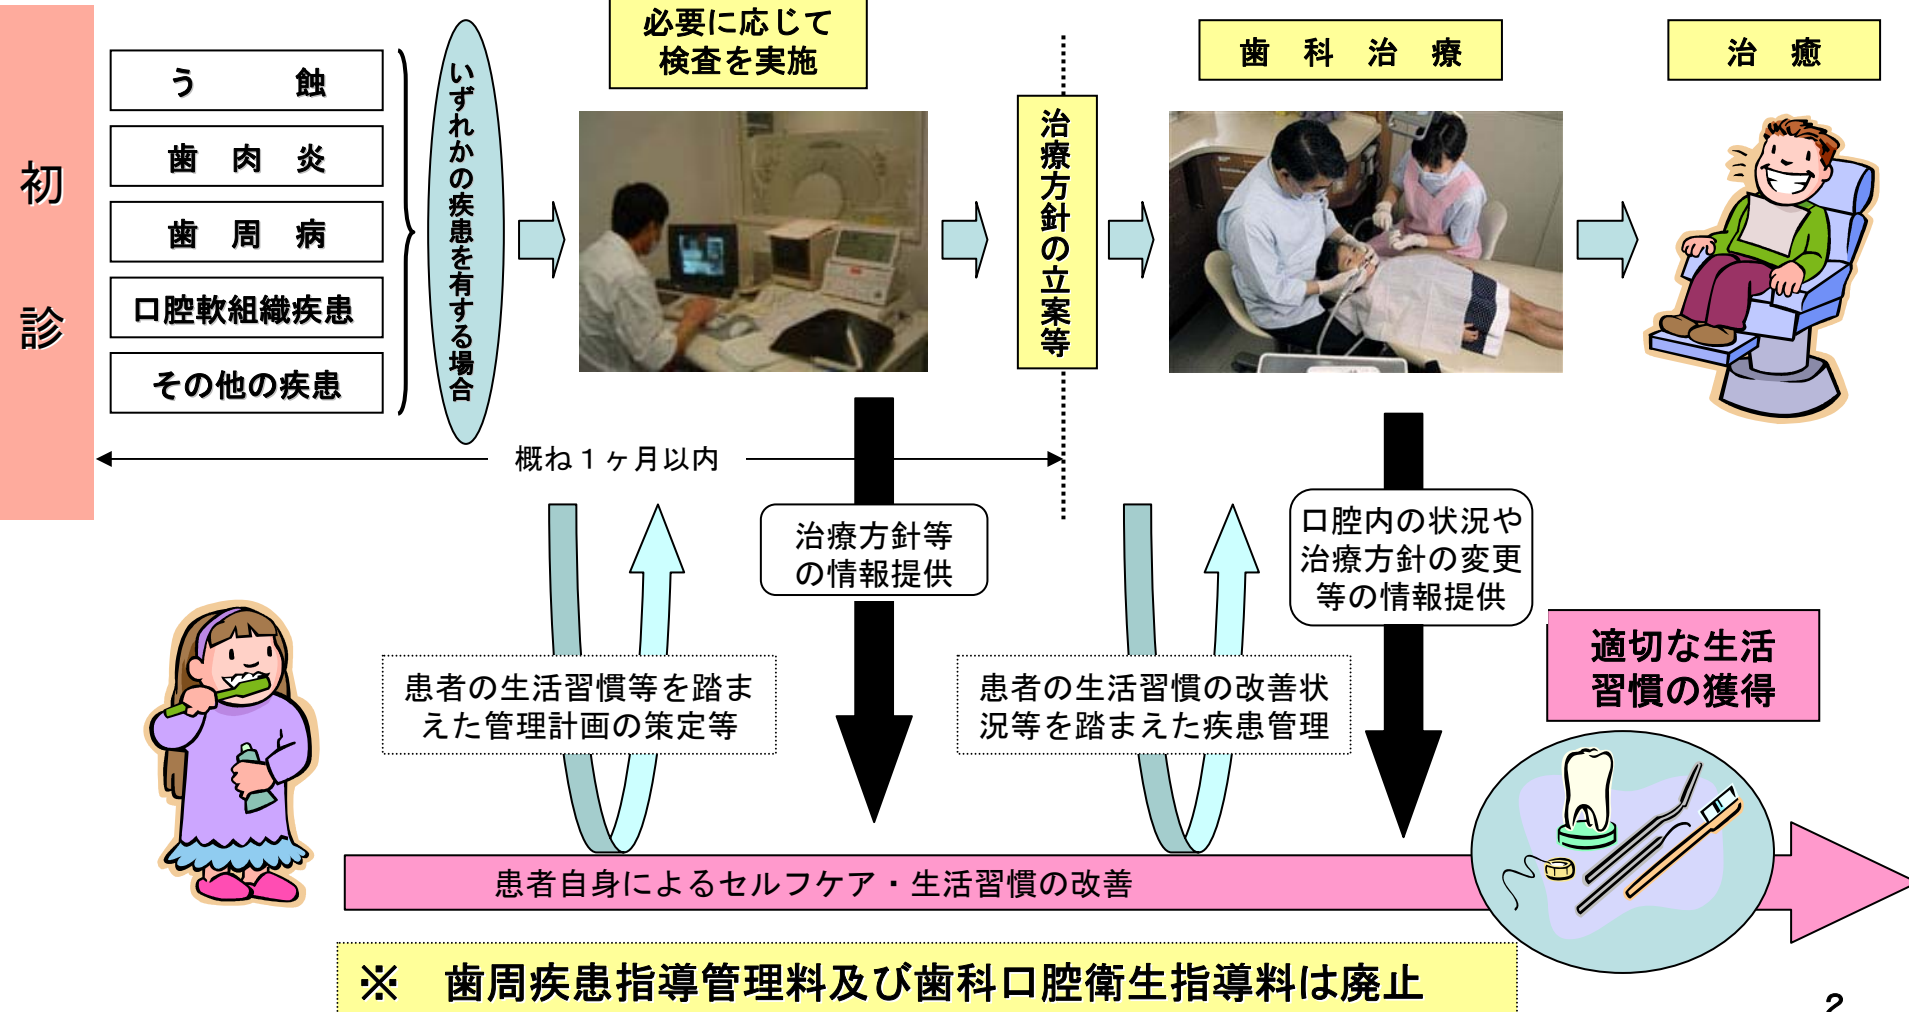 初診
う蝕
歯肉炎
歯周病
口腔軟組織疾患
その他の疾患
いずれかの疾患を有する場合
必要に応じて
検査を実施
治療方針の立案等
歯科治療
治癒
概ね1ヶ月以内
治療方針等
の情報提供
口腔内の状況や
治療方針の変更
等の情報提供
患者の生活習慣等を踏ま
えた管理計画の策定等
患者の生活習慣の改善状
況等を踏まえた疾患管理
適切な生活
習慣の獲得
患者自身によるセルフケア・生活習慣の改善
※ 歯周疾患指導管理料及び歯科口腔衛生指導料は廃止
2